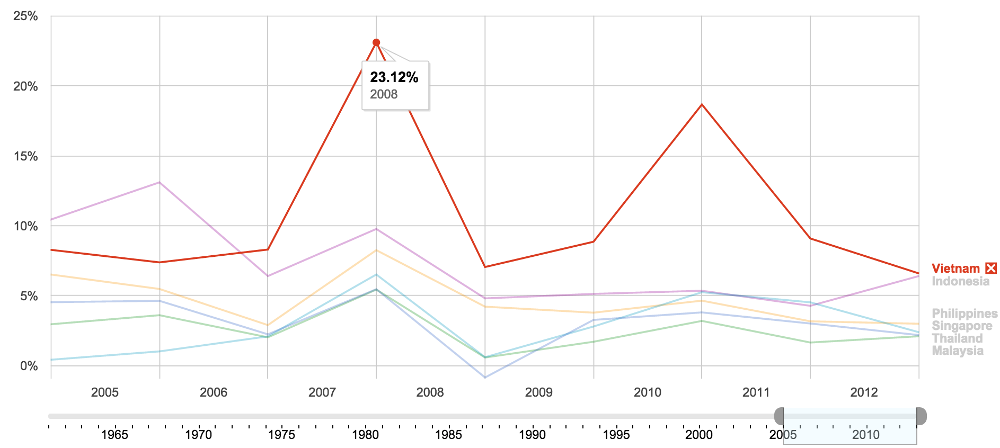 25%
20%
15%
10%
5%
0%
23.12%
2008
Vietnam
Indonesia
Philippines
Singapore
Thailand
Malaysia
2005 2006 2007 2008 2009 2010 2011 2012
1965 1970 1975 1980 1985 1990 1995 2000 2005 2010